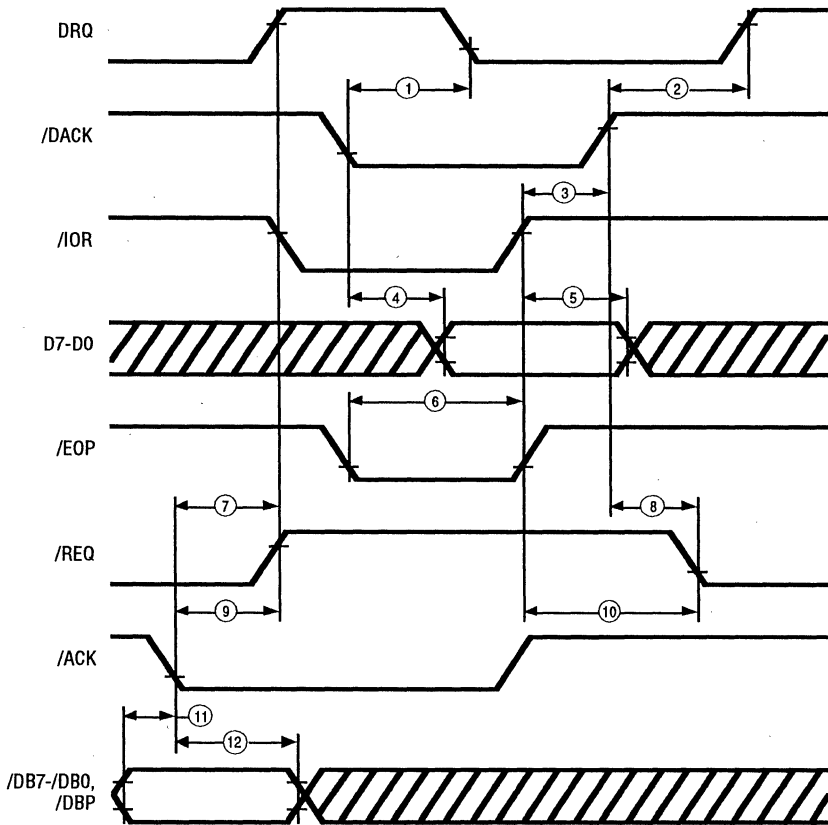 DRQ
1
2
/DACK
3
/IOR
4
5
D7-D0
6
/EOP
7
8
/REQ
9
10
/ACK
11
12
/DB7-/DB0,
/DBP